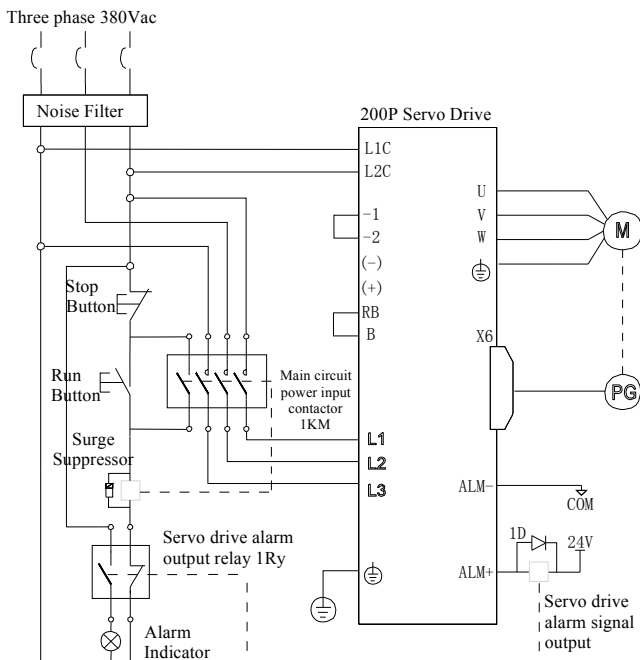 Three phase 380Vac
Noise Filter
200P Servo Drive
L1C
L2C
-1
-2
(-)
(+)
RB
B
U
V
W
M
X6
PG
Stop
Button
Run
Button
Main circuit
power input
contactor
1KM
L1
L2
L3
Surge
Suppressor
ALM-
COM
Servo drive alarm
output relay 1Ry
1D
24V
ALM+
Servo drive
alarm signal
output
Alarm
Indicator